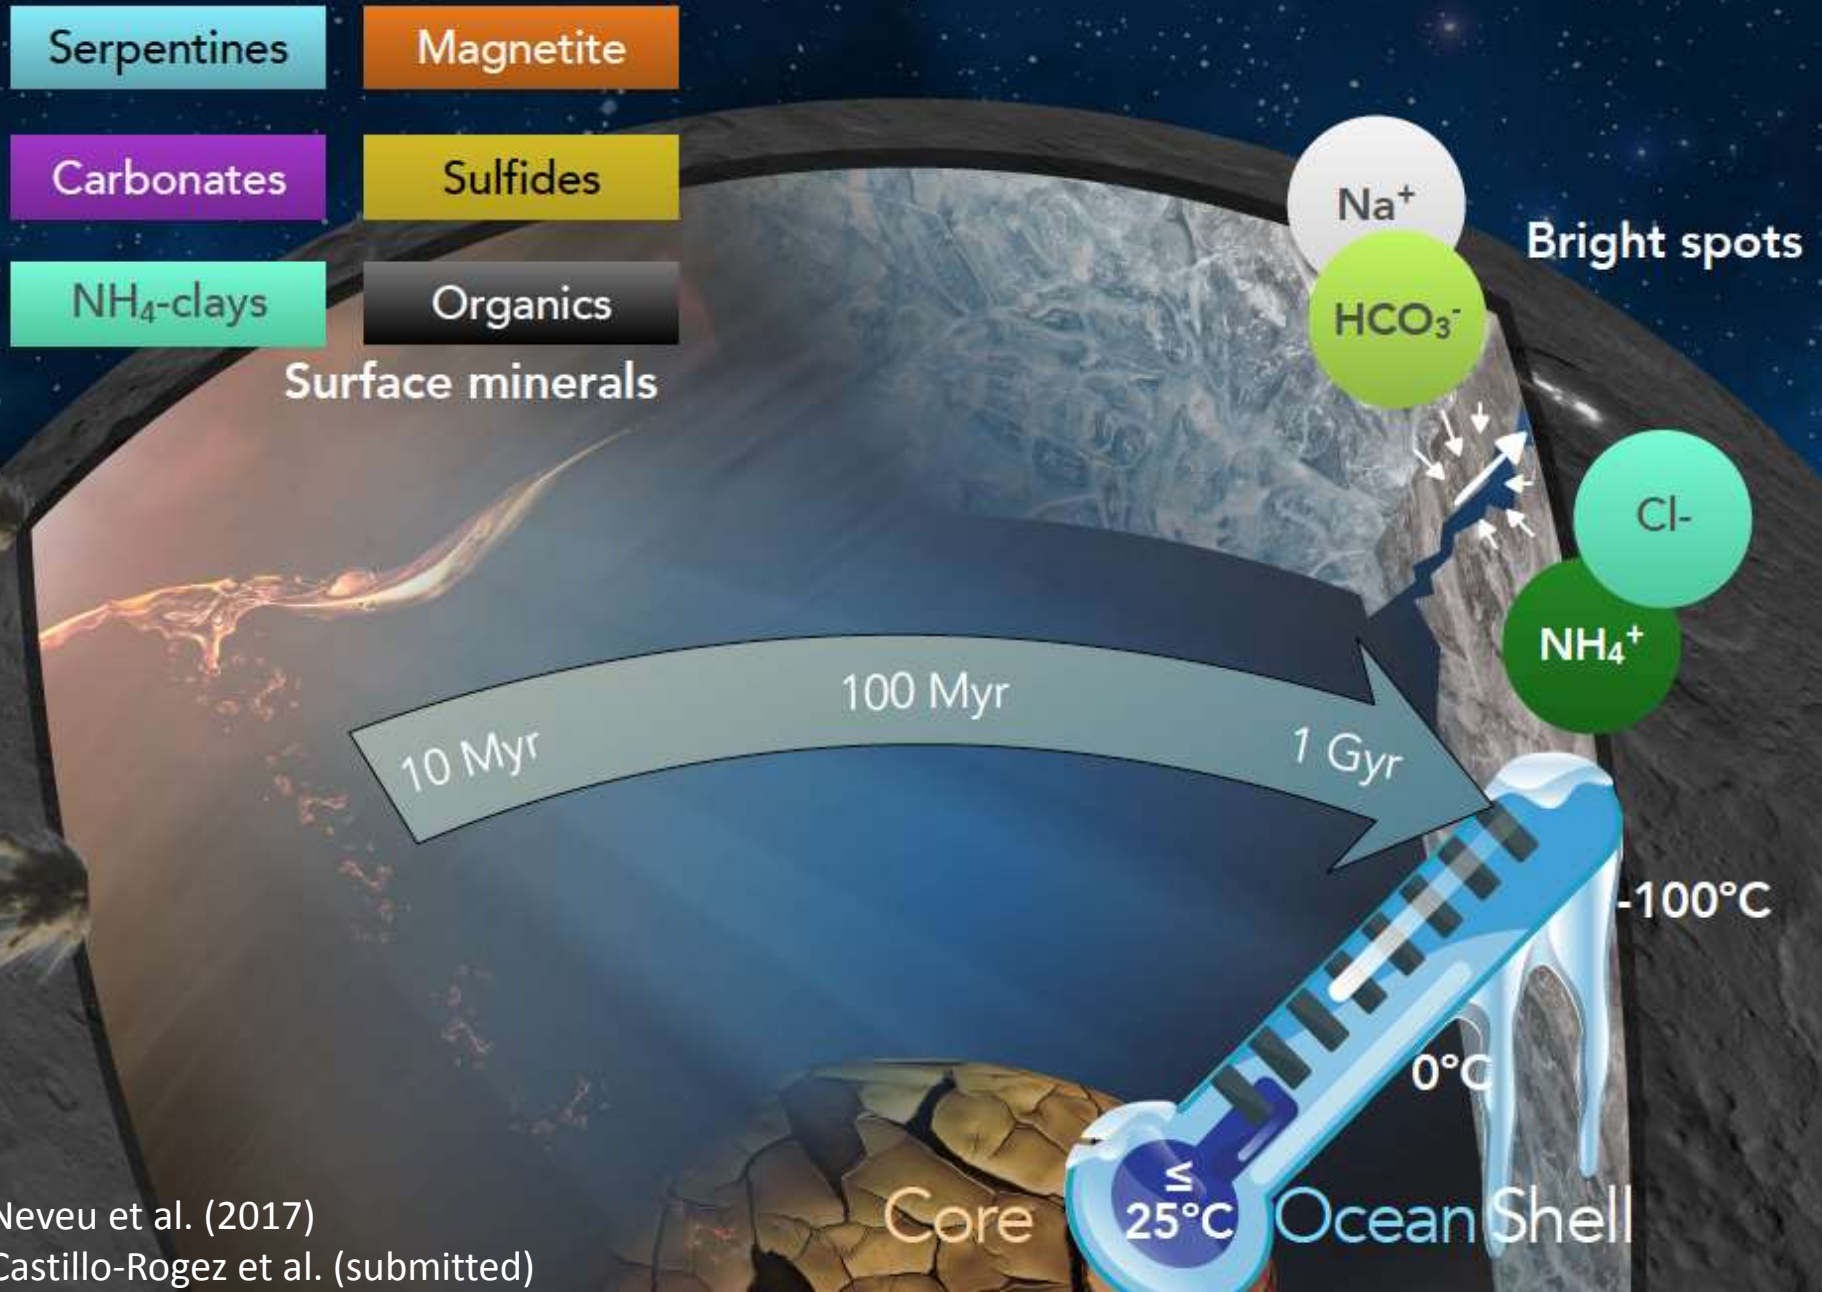 Serpentines
Magnetite
Carbonates
Sulfides
NH₄-clays
Organics
Surface minerals
Na⁺
HCO₃⁻
Bright spots
Cl-
NH₄⁺
10 Myr
100 Myr
1 Gyr
-100°C
0°C
≤
25°C
Core
Ocean
Shell
Neveu et al. (2017)
Castillo-Rogez et al. (submitted)